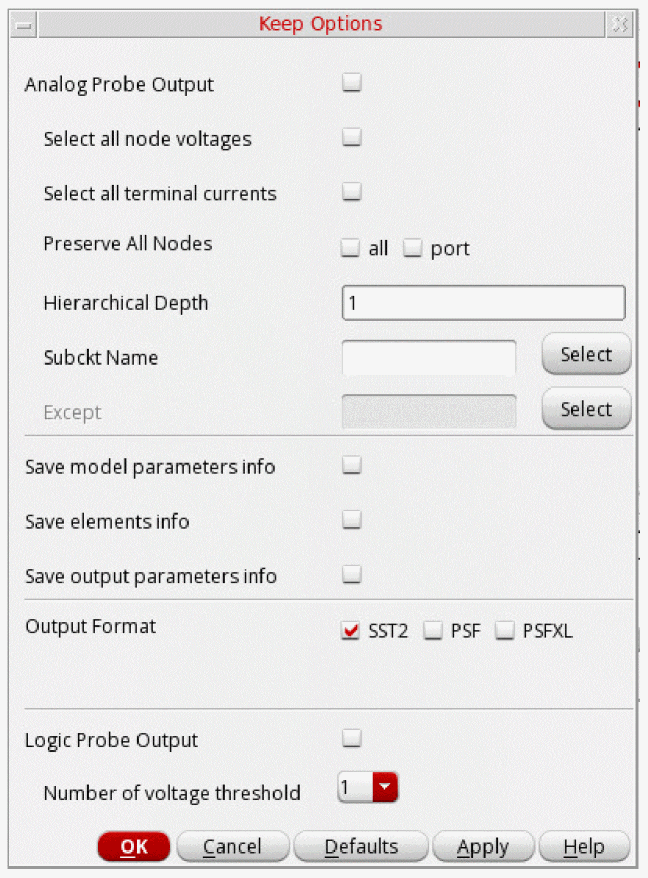 Keep Options
Analog Probe Output
Select all node voltages
Select all terminal currents
Preserve All Nodes all port
Hierarchical Depth 1
Subckt Name Select
Except Select
Save model parameters info
Save elements info
Save output parameters info
Output Format SST2 PSF PSFXL
Logic Probe Output
Number of voltage threshold 1
OK Cancel Defaults Apply Help